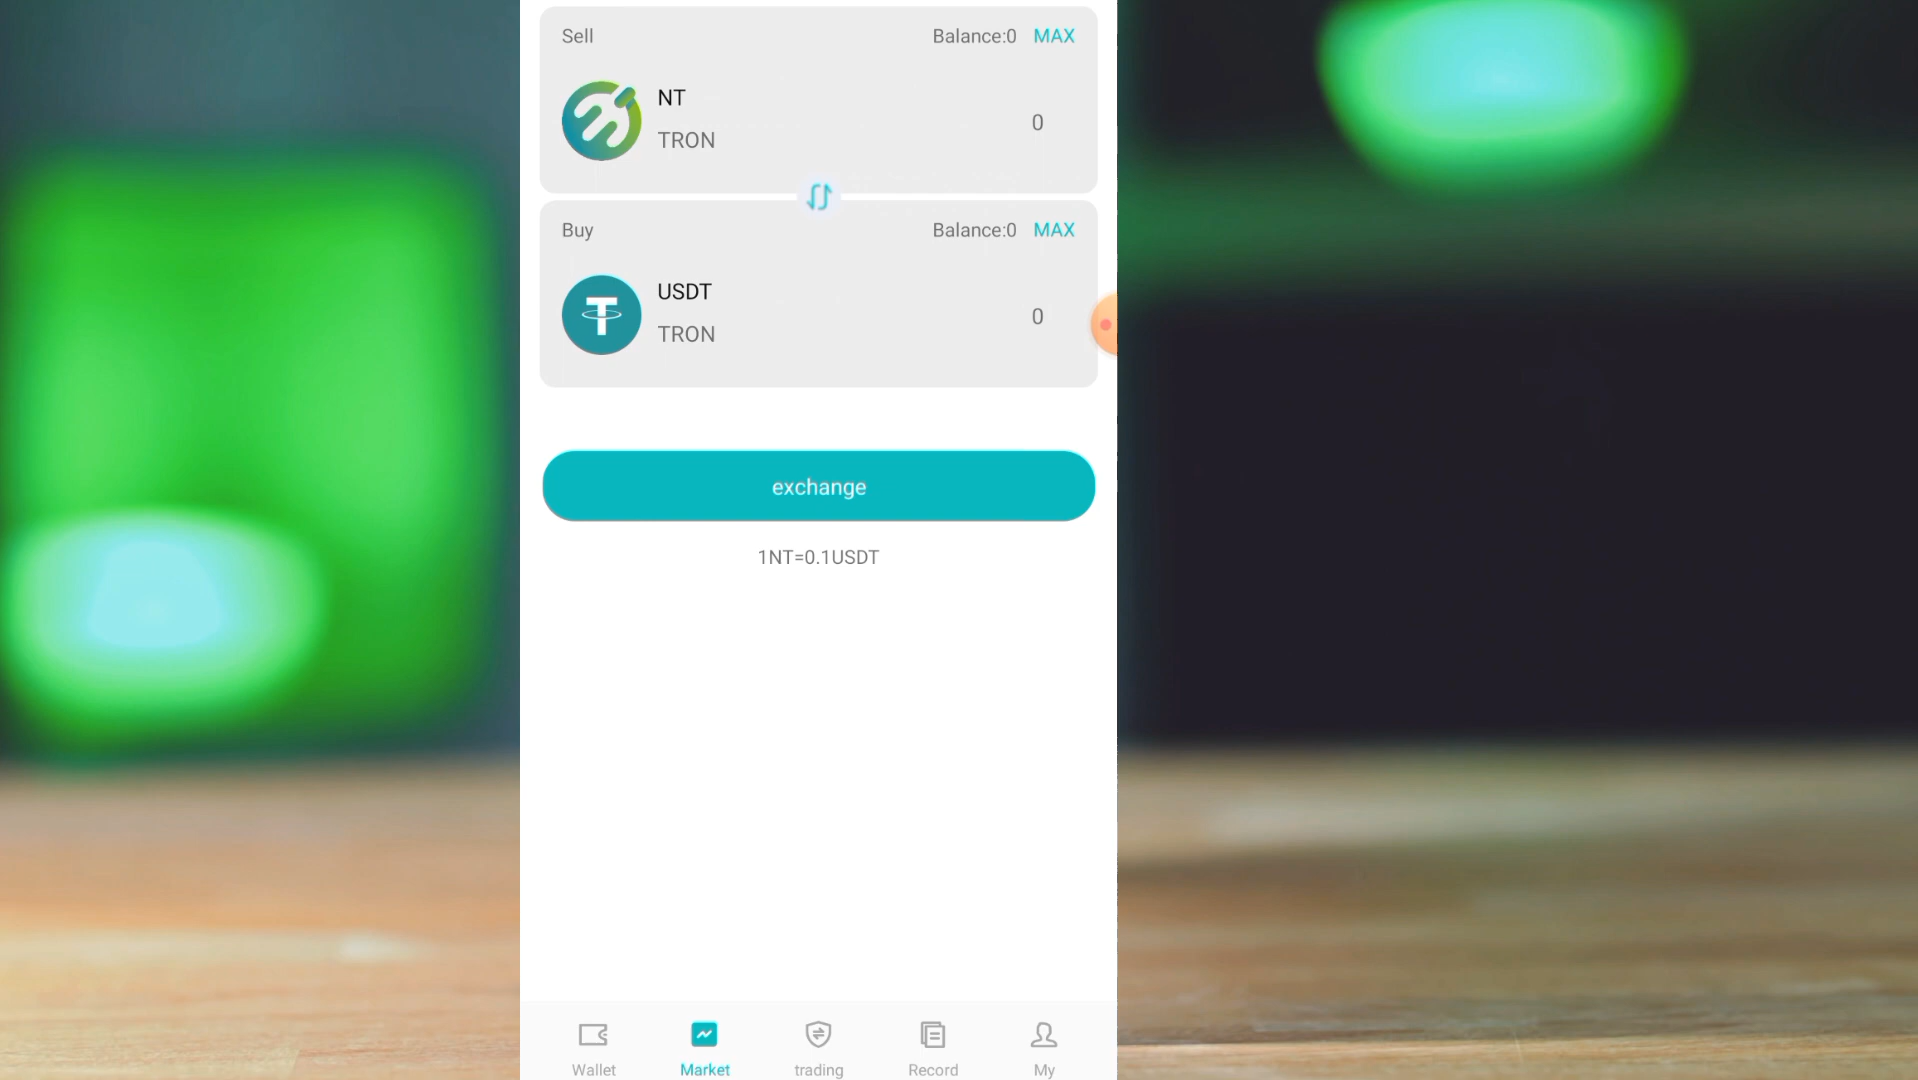 Sell Balance:0 MAX
NT
TRON
0
Buy Balance:0 MAX
USDT
TRON
0
exchange
1NT=0.1USDT
Wallet Market trading Record My